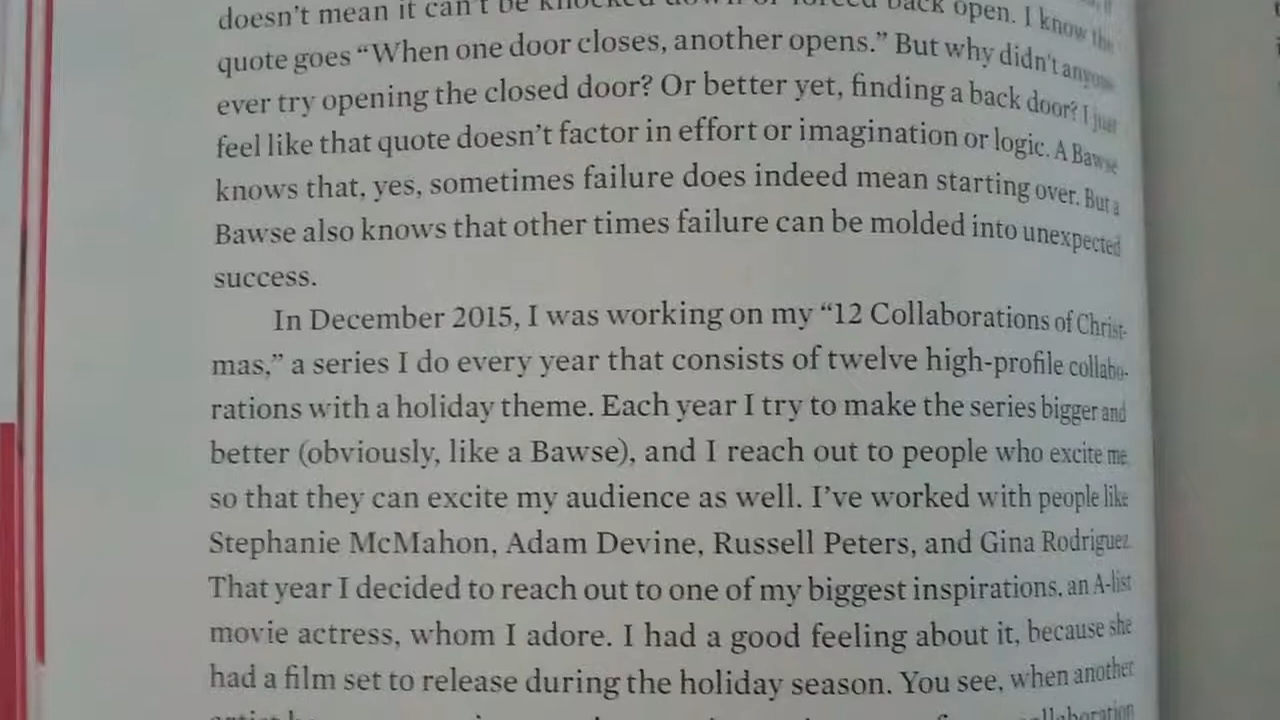 doesn't mean it can't be knocked down or forced back open. I know the
quote goes “When one door closes, another opens.” But why didn't anyone
ever try opening the closed door? Or better yet, finding a back door? I just
feel like that quote doesn't factor in effort or imagination or logic. A Bawse
knows that, yes, sometimes failure does indeed mean starting over. But a
Bawse also knows that other times failure can be molded into unexpected
success.
In December 2015, I was working on my “12 Collaborations of Christ-
mas,” a series I do every year that consists of twelve high-profile collabo-
rations with a holiday theme. Each year I try to make the series bigger and
better (obviously, like a Bawse), and I reach out to people who excite me
so that they can excite my audience as well. I've worked with people like
Stephanie McMahon, Adam Devine, Russell Peters, and Gina Rodriguez.
That year I decided to reach out to one of my biggest inspirations, an A-list
movie actress, whom I adore. I had a good feeling about it, because she
had a film set to release during the holiday season. You see, when another
collaboration